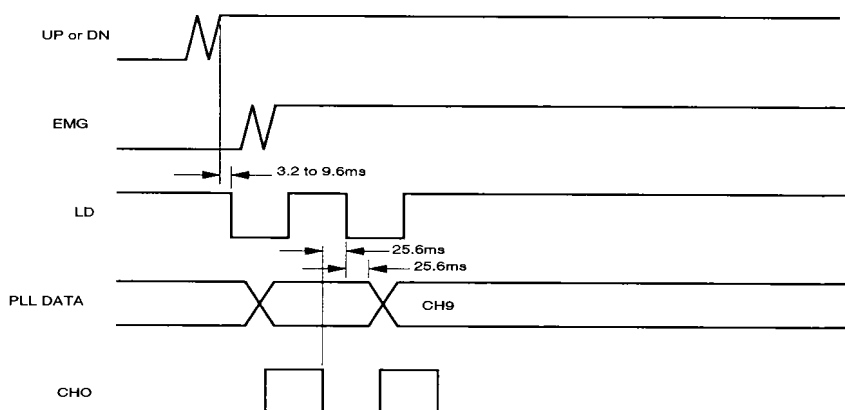 UP or DN
EMG
3.2 to 9.6ms
LD
25.6ms
25.6ms
PLL DATA
CH9
CHO